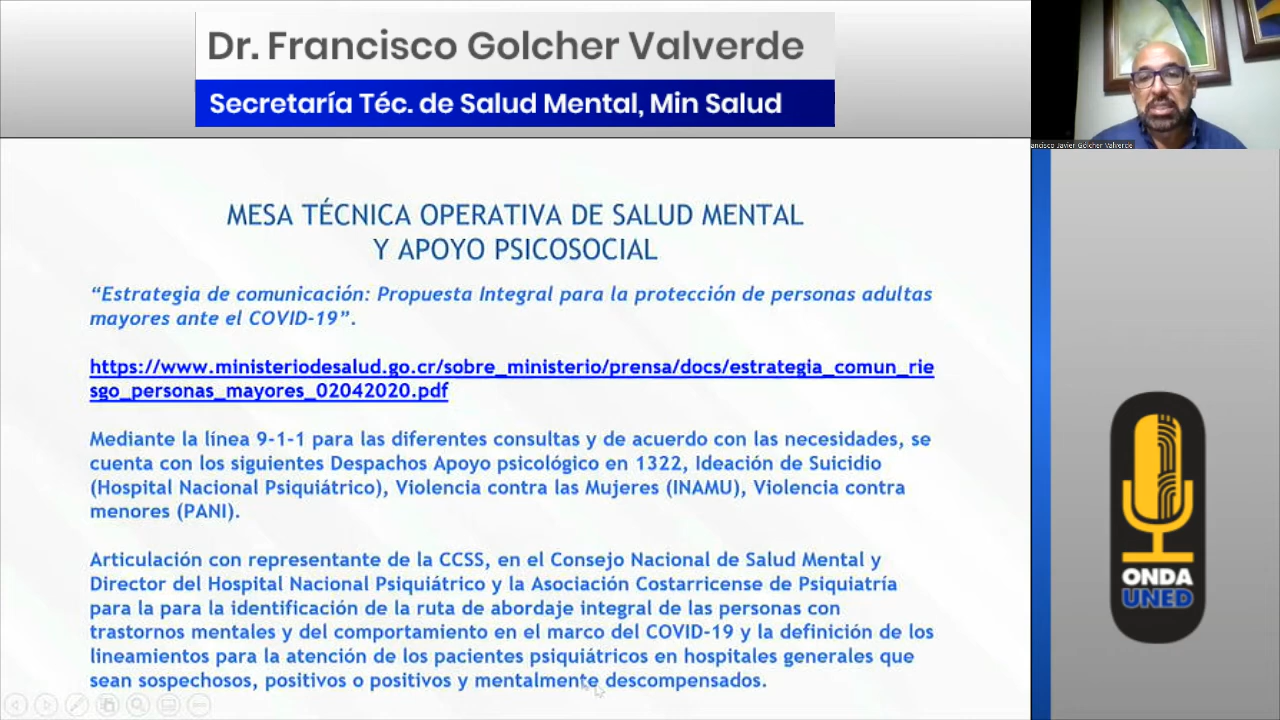 Dr. Francisco Golcher Valverde
Secretaría Téc. de Salud Mental, Min Salud
ancisco Javier Golcher Valverde
MESA TÉCNICA OPERATIVA DE SALUD MENTAL
Y APOYO PSICOSOCIAL
“Estrategia de comunicación: Propuesta Integral para la protección de personas adultas
mayores ante el COVID-19”.
https://www.ministeriodesalud.go.cr/sobre_ministerio/prensa/docs/estrategia_comun_rie
sgo_personas_mayores_02042020.pdf
Mediante la línea 9-1-1 para las diferentes consultas y de acuerdo con las necesidades, se
cuenta con los siguientes Despachos Apoyo psicológico en 1322, Ideación de Suicidio
(Hospital Nacional Psiquiátrico), Violencia contra las Mujeres (INAMU), Violencia contra
menores (PANI).
Articulación con representante de la CCSS, en el Consejo Nacional de Salud Mental y
Director del Hospital Nacional Psiquiátrico y la Asociación Costarricense de Psiquiatría
para la para la identificación de la ruta de abordaje integral de las personas con
trastornos mentales y del comportamiento en el marco del COVID-19 y la definición de los
lineamientos para la atención de los pacientes psiquiátricos en hospitales generales que
sean sospechosos, positivos o positivos y mentalmente descompensados.
ONDA
UNED